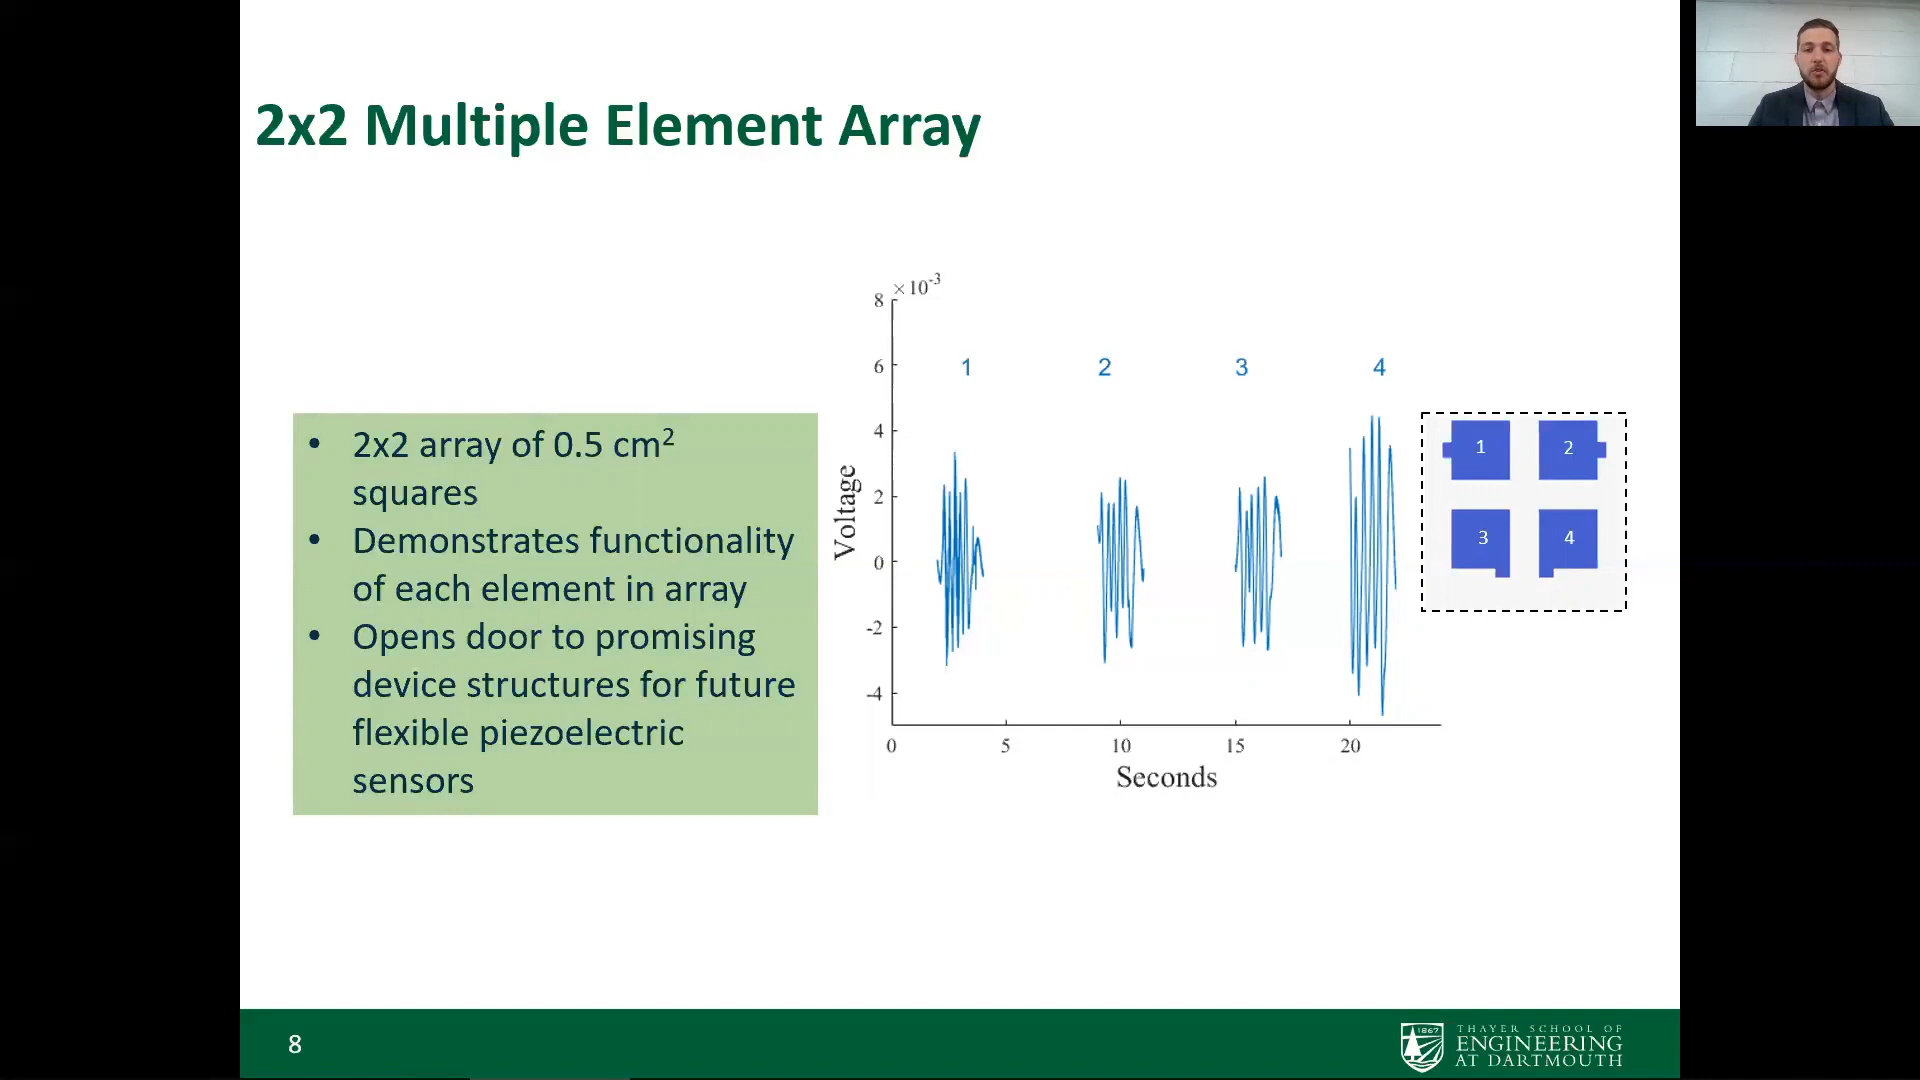 2x2 Multiple Element Array
• 2x2 array of 0.5 cm²
squares
• Demonstrates functionality
of each element in array
• Opens door to promising
device structures for future
flexible piezoelectric
sensors
×10⁻³
8
6
4
2
0
-2
-4
Voltage
1 2 3 4
0 5 10 15 20
Seconds
1 2
3 4
8
1867
THAYER SCHOOL OF
ENGINEERING
AT DARTMOUTH